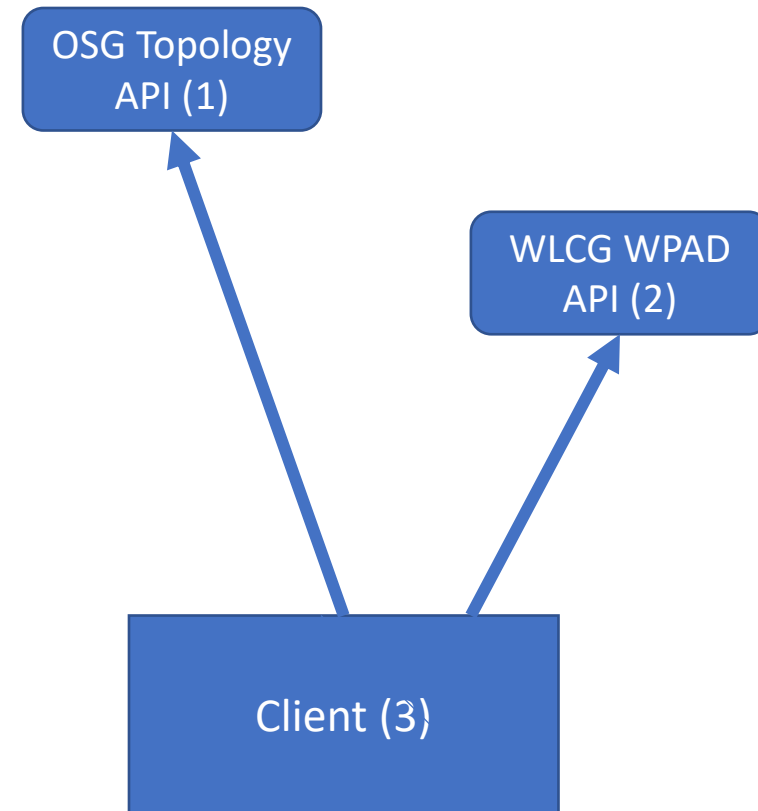 OSG Topology
API (1)
WLCG WPAD
API (2)
Client (3)